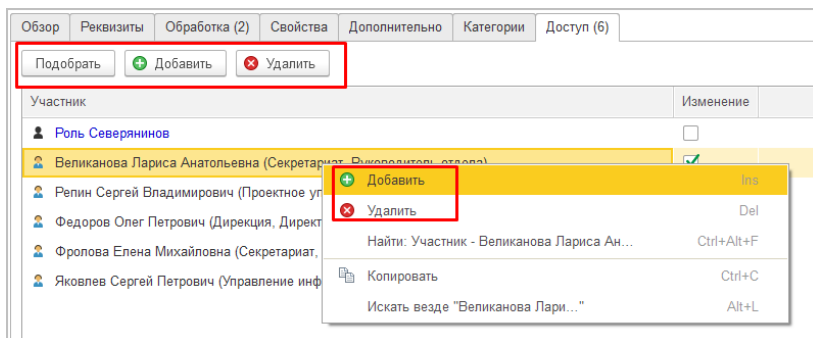 Обзор Реквизиты Обработка (2) Свойства Дополнительно Категории Доступ (6)
Подобрать Добавить Удалить
Участник Изменение
Роль Северянинов
Великанова Лариса Анатольевна (Секретариат, Руководитель отдела)
Добавить Ins
Репин Сергей Владимирович (Проектное уп
Удалить Del
Федоров Олег Петрович (Дирекция, Директ
Найти: Участник - Великанова Лариса Ан... Ctrl+Alt+F
Фролова Елена Михайловна (Секретариат,
Копировать Ctrl+C
Яковлев Сергей Петрович (Управление инф
Искать везде "Великанова Лари..." Alt+L